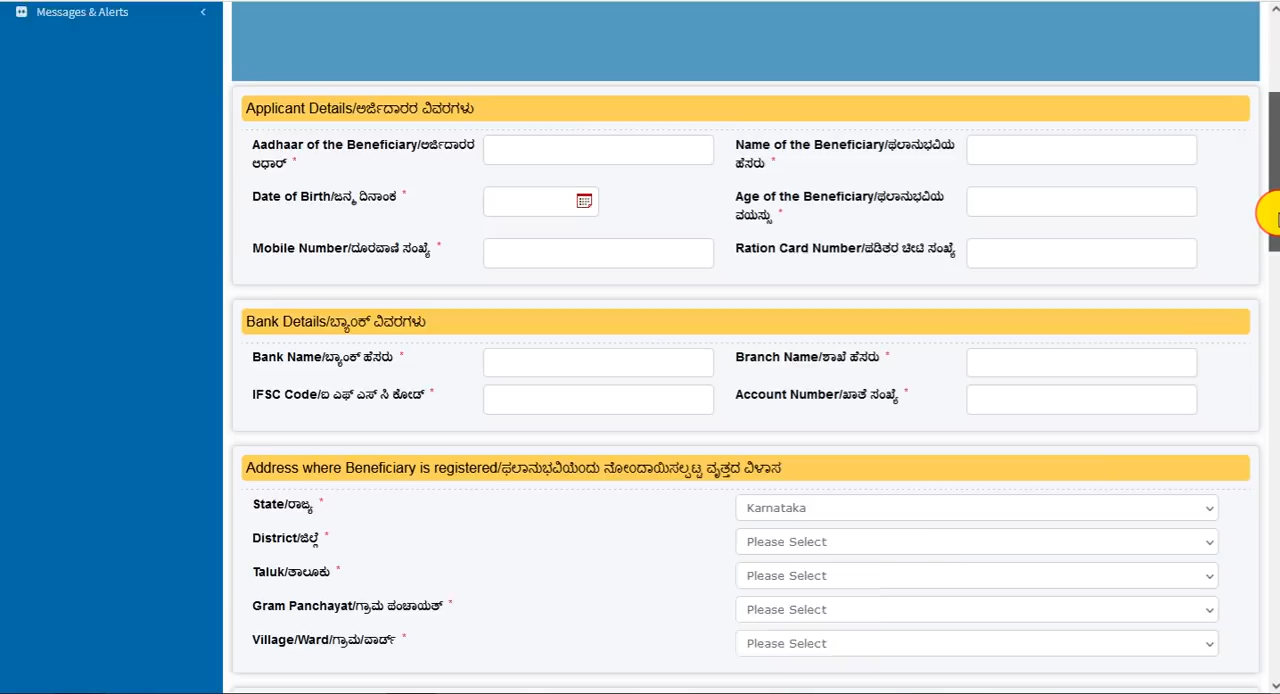 Messages & Alerts
Applicant Details/ಅರ್ಜಿದಾರರ ವಿವರಗಳು
Aadhaar of the Beneficiary/ಅರ್ಜಿದಾರರ
ಆಧಾರ್ *
Name of the Beneficiary/ಫಲಾನುಭವಿಯ
ಹೆಸರು *
Date of Birth/ಜನ್ಮ ದಿನಾಂಕ *
Age of the Beneficiary/ಫಲಾನುಭವಿಯ
ವಯಸ್ಸು *
Mobile Number/ದೂರವಾಣಿ ಸಂಖ್ಯೆ *
Ration Card Number/ಪಡಿತರ ಚೀಟಿ ಸಂಖ್ಯೆ
Bank Details/ಬ್ಯಾಂಕ್ ವಿವರಗಳು
Bank Name/ಬ್ಯಾಂಕ್ ಹೆಸರು *
Branch Name/ಶಾಖೆ ಹೆಸರು *
IFSC Code/ಐ ಎಫ್ ಎಸ್ ಸಿ ಕೋಡ್ *
Account Number/ಖಾತೆ ಸಂಖ್ಯೆ *
Address where Beneficiary is registered/ಫಲಾನುಭವಿಯೆಂದು ನೋಂದಾಯಿಸಲ್ಪಟ್ಟ ವೃತ್ತದ ವಿಳಾಸ
State/ರಾಜ್ಯ * Karnataka
District/ಜಿಲ್ಲೆ * Please Select
Taluk/ತಾಲೂಕು * Please Select
Gram Panchayat/ಗ್ರಾಮ ಪಂಚಾಯತ್ * Please Select
Village/Ward/ಗ್ರಾಮ/ವಾರ್ಡ್ * Please Select